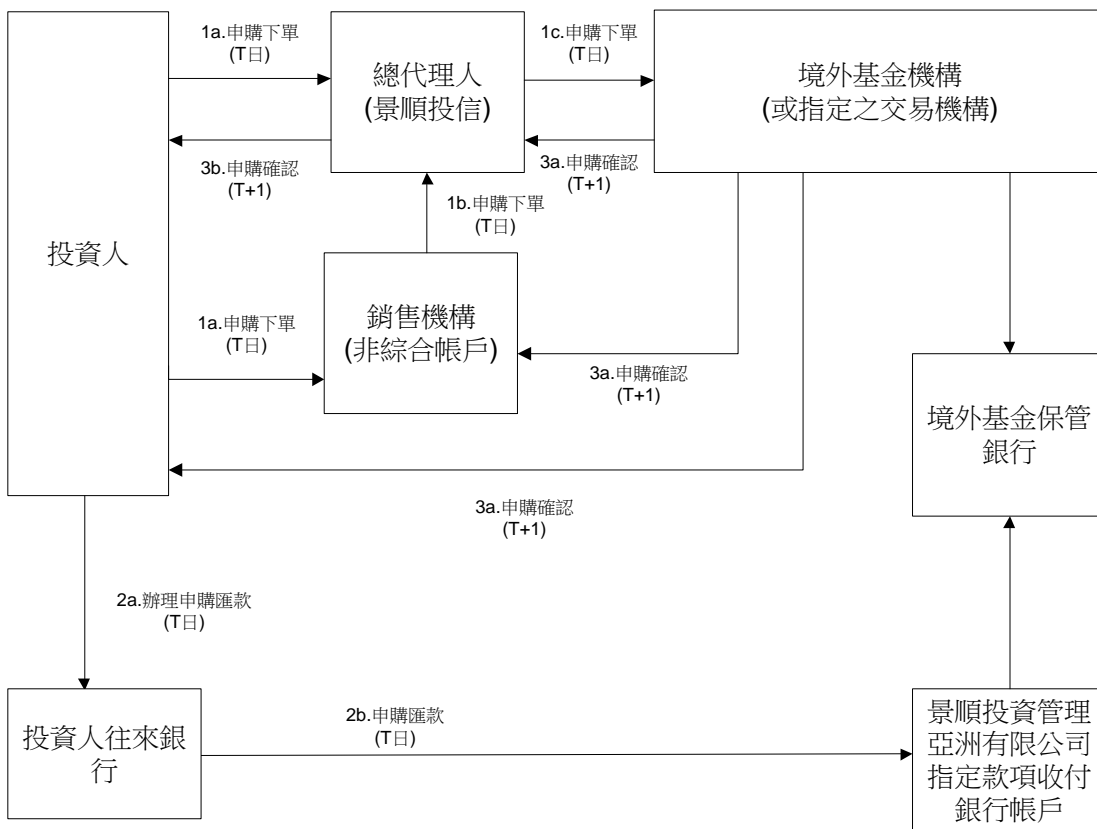 1a.申購下單
(T日)
總代理人
(景順投信)
1c.申購下單
(T日)
境外基金機構
(或指定之交易機構)
3b.申購確認
(T+1)
3a.申購確認
(T+1)
1b.申購下單
(T日)
投資人
銷售機構
(非綜合帳戶)
1a.申購下單
(T日)
3a.申購確認
(T+1)
境外基金保管
銀行
3a.申購確認
(T+1)
2a.辦理申購匯款
(T日)
投資人往來銀
行
2b.申購匯款
(T日)
景順投資管理
亞洲有限公司
指定款項收付
銀行帳戶